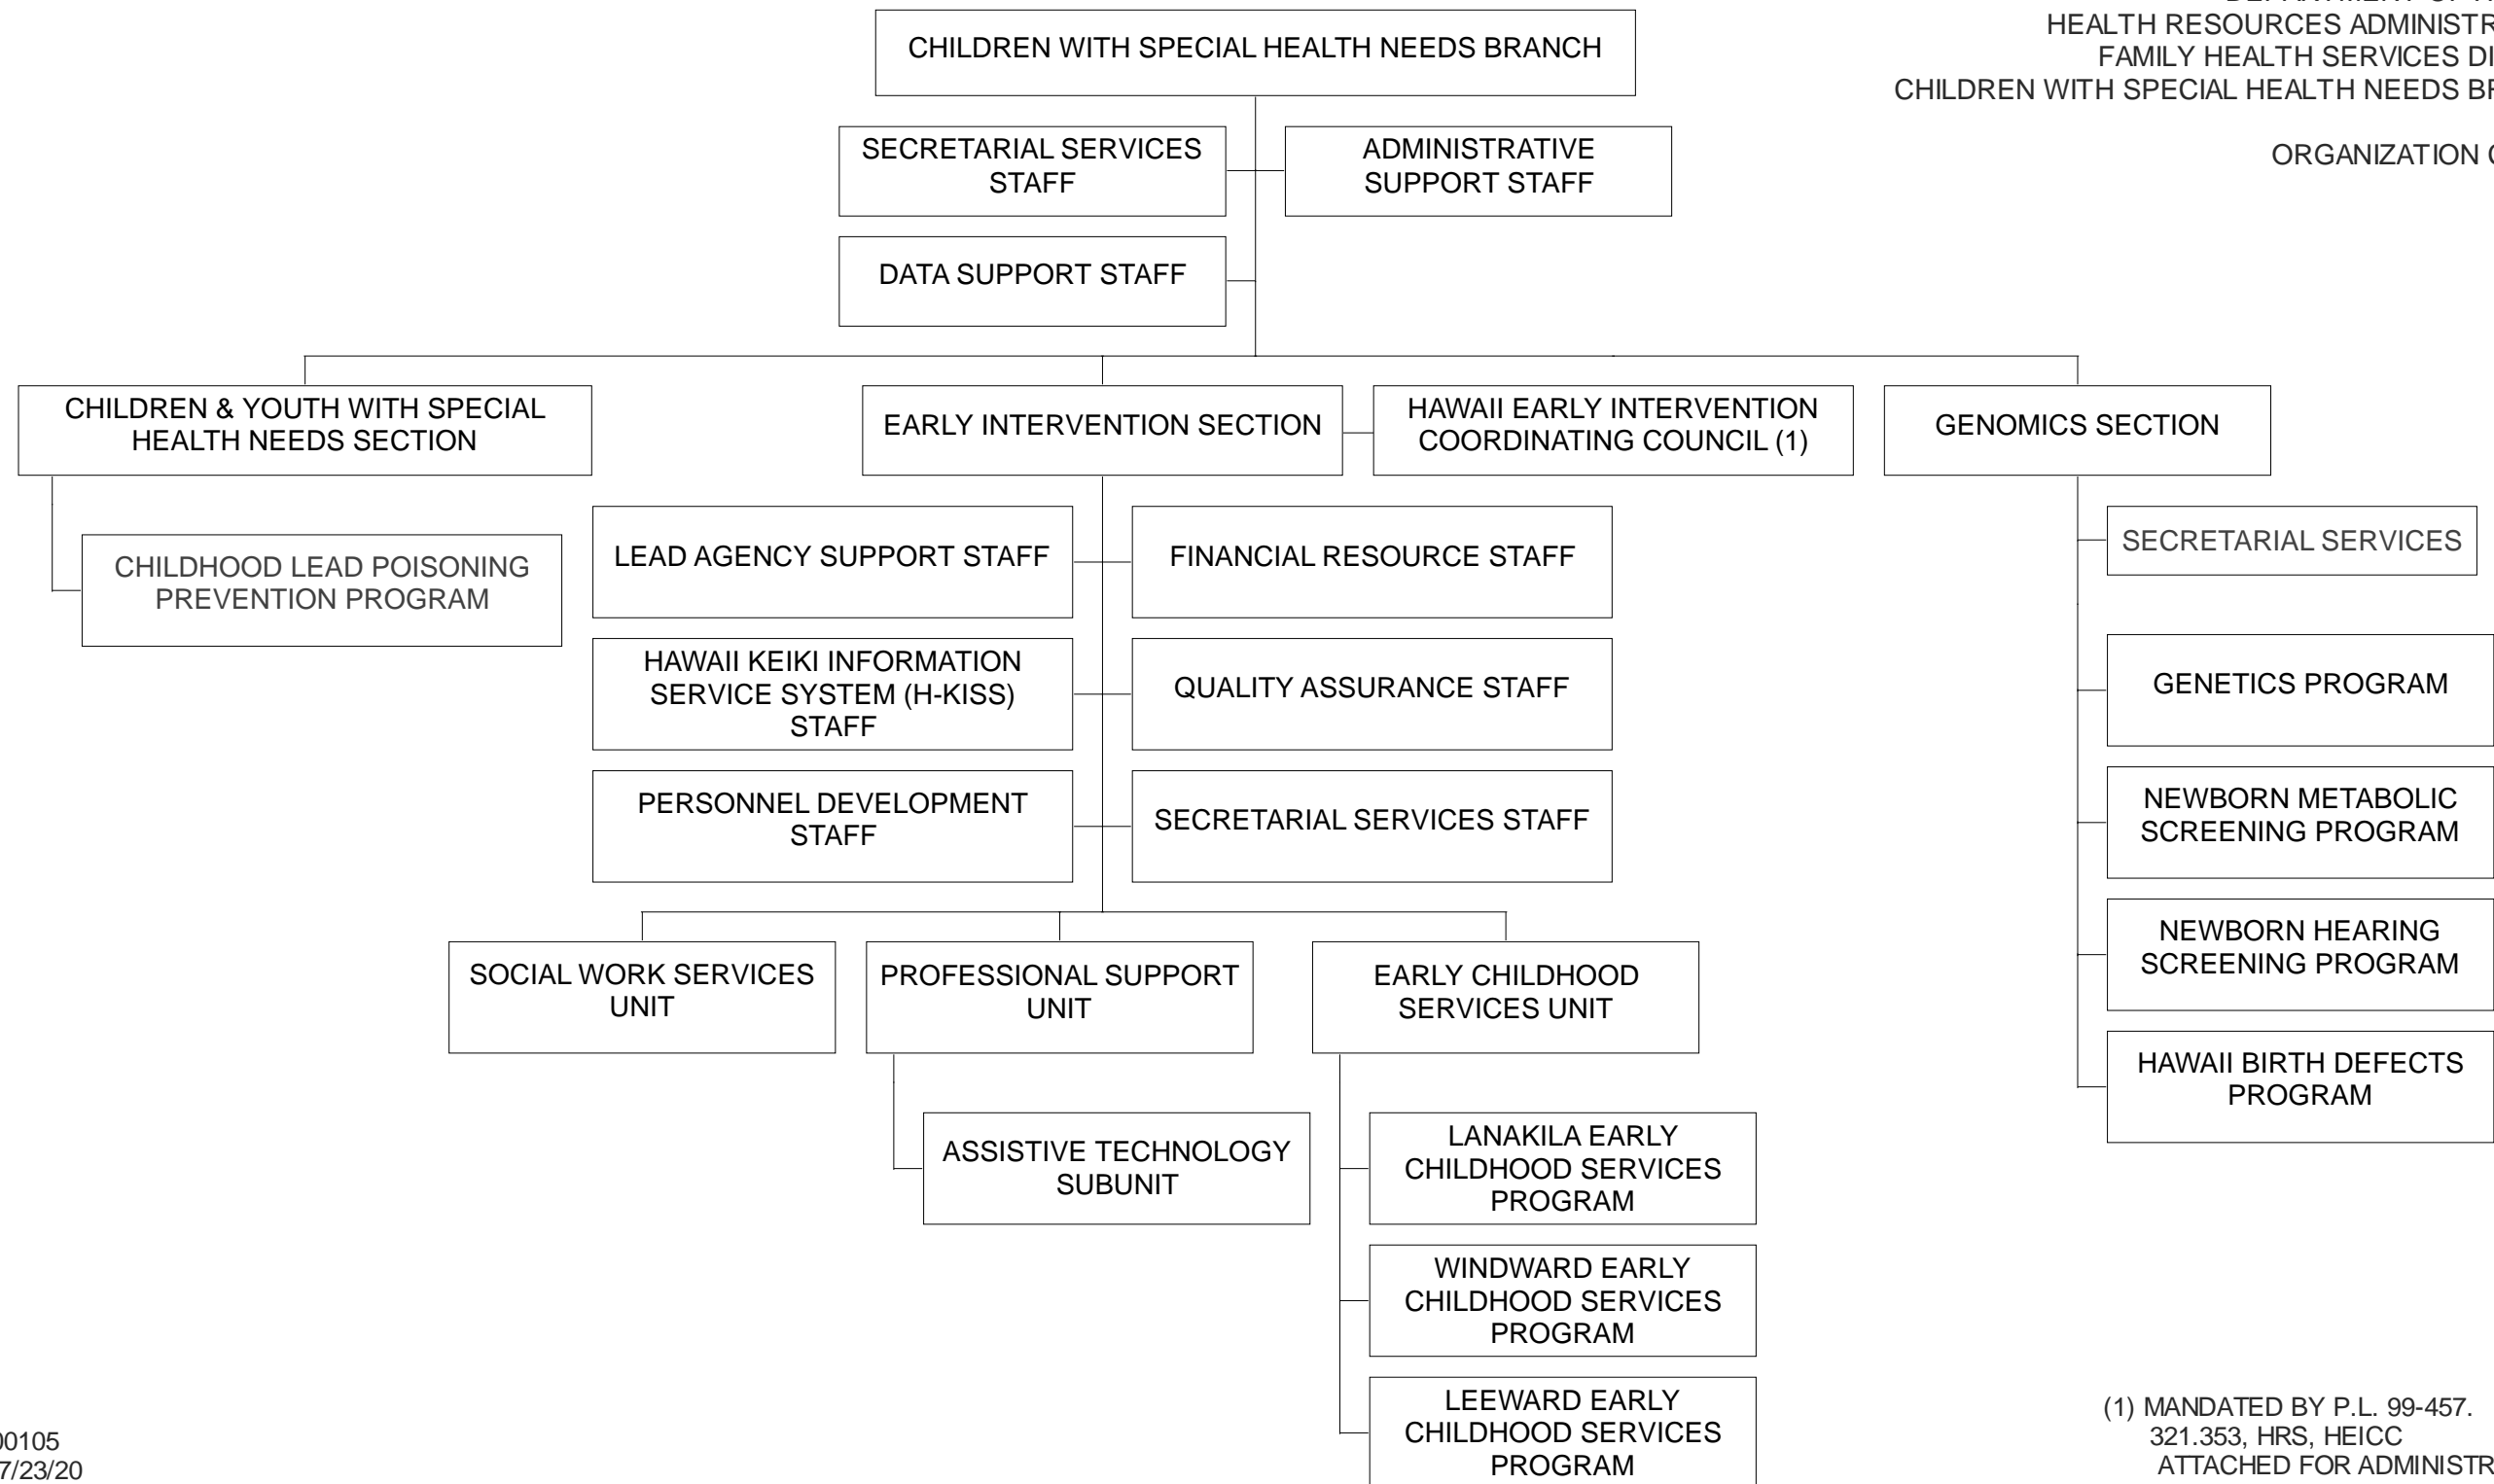 CHILDREN WITH SPECIAL HEALTH NEEDS BRANCH
HEALTH RESOURCES
FAMILY HEALTH SERVICES
CHILDREN WITH SPECIAL HEALTH NEEDS
ORGANIZATION
SECRETARIAL SERVICES
STAFF
ADMINISTRATIVE
SUPPORT STAFF
DATA SUPPORT STAFF
CHILDREN & YOUTH WITH SPECIAL
HEALTH NEEDS SECTION
EARLY INTERVENTION SECTION
HAWAII EARLY INTERVENTION
COORDINATING COUNCIL (1)
GENOMICS SECTION
CHILDHOOD LEAD POISONING
PREVENTION PROGRAM
LEAD AGENCY SUPPORT STAFF
FINANCIAL RESOURCE STAFF
HAWAII KEIKI INFORMATION
SERVICE SYSTEM (H-KISS)
STAFF
QUALITY ASSURANCE STAFF
PERSONNEL DEVELOPMENT
STAFF
SECRETARIAL SERVICES STAFF
SECRETARIAL SERVICES
GENETICS PROGRAM
NEWBORN METABOLIC
SCREENING PROGRAM
NEWBORN HEARING
SCREENING PROGRAM
HAWAII BIRTH DEFECTS
PROGRAM
SOCIAL WORK SERVICES
UNIT
PROFESSIONAL SUPPORT
UNIT
EARLY CHILDHOOD
SERVICES UNIT
ASSISTIVE TECHNOLOGY
SUBUNIT
LANAKILA EARLY
CHILDHOOD SERVICES
PROGRAM
WINDWARD EARLY
CHILDHOOD SERVICES
PROGRAM
LEEWARD EARLY
CHILDHOOD SERVICES
PROGRAM
00105
7/23/20
(1) MANDATED BY P.L. 99-457.
321.353, HRS, HEICC
ATTACHED FOR